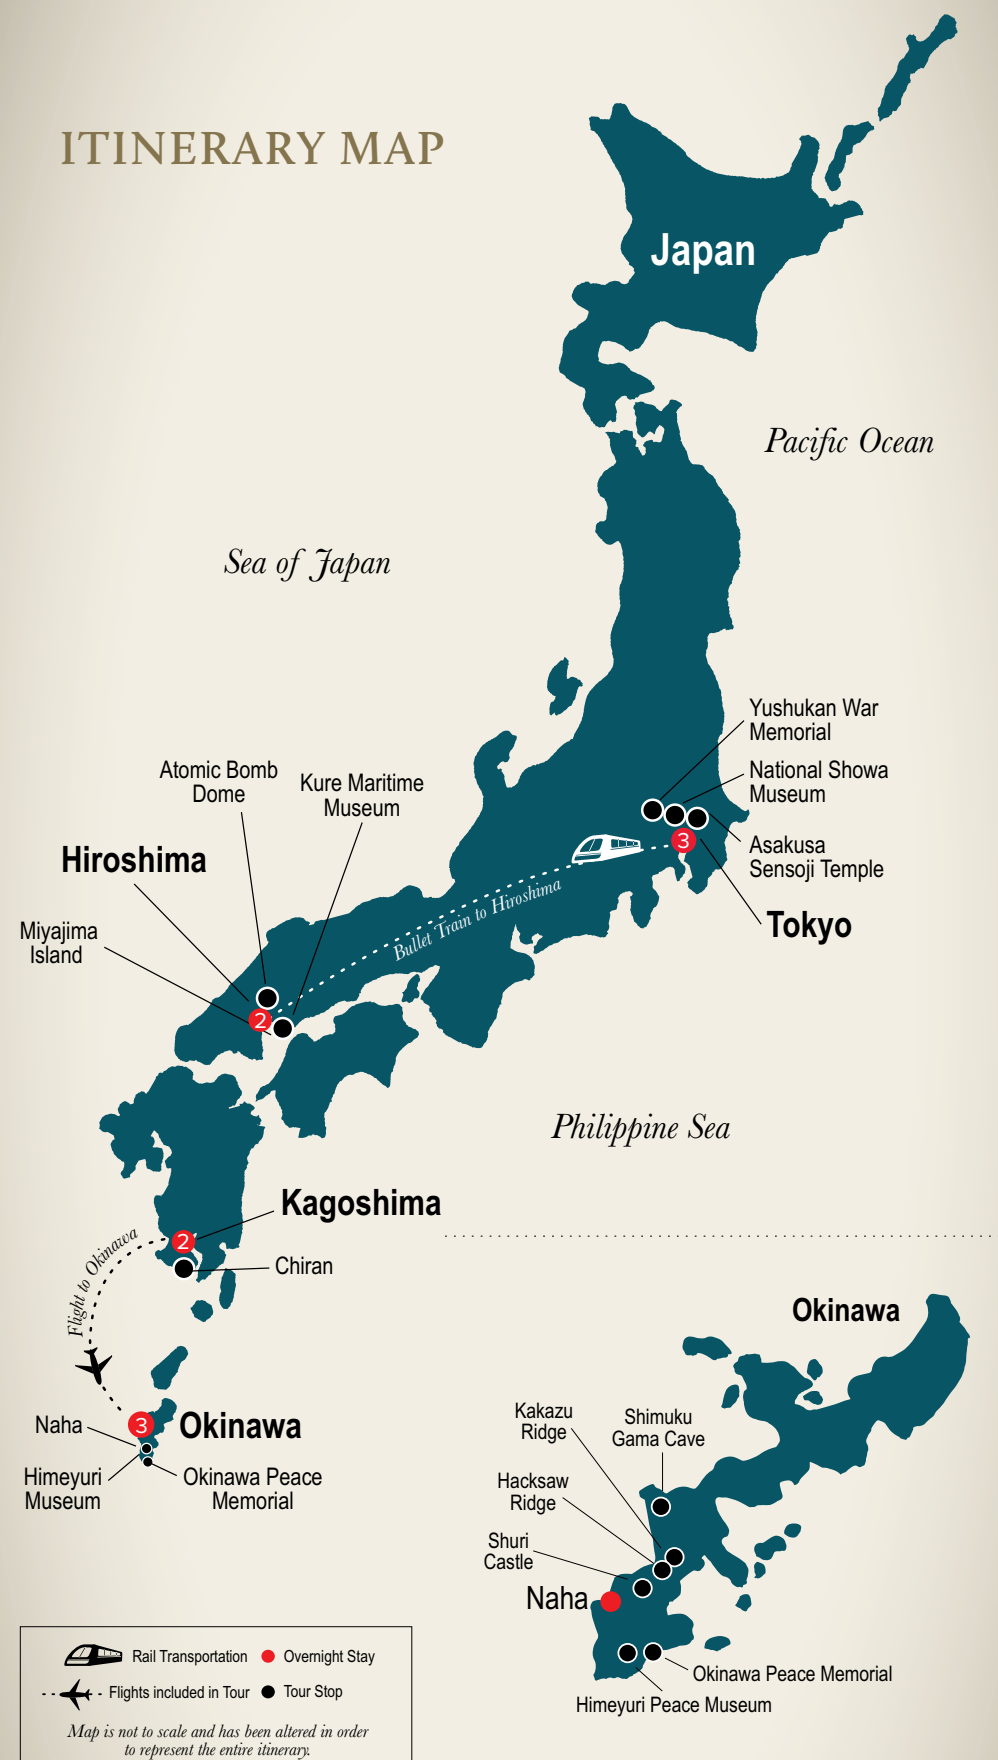 ITINERARY MAP
Japan
Pacific Ocean
Sea of Japan
Yushukan War
Memorial
National Showa
Museum
Asakusa
Sensoji Temple
3
Tokyo
Atomic Bomb
Dome
Kure Maritime
Museum
Hiroshima
Miyajima
Island
2
Bullet Train to Hiroshima
Philippine Sea
Kagoshima
2
Chiran
Flight to Okinawa
3
Okinawa
Naha
Himeyuri
Museum
Okinawa Peace
Memorial
Okinawa
Kakazu
Ridge
Shimuku
Gama Cave
Hacksaw
Ridge
Shuri
Castle
Naha
Okinawa Peace Memorial
Himeyuri Peace Museum
Rail Transportation
Overnight Stay
Flights included in Tour
Tour Stop
Map is not to scale and has been altered in order
to represent the entire itinerary.